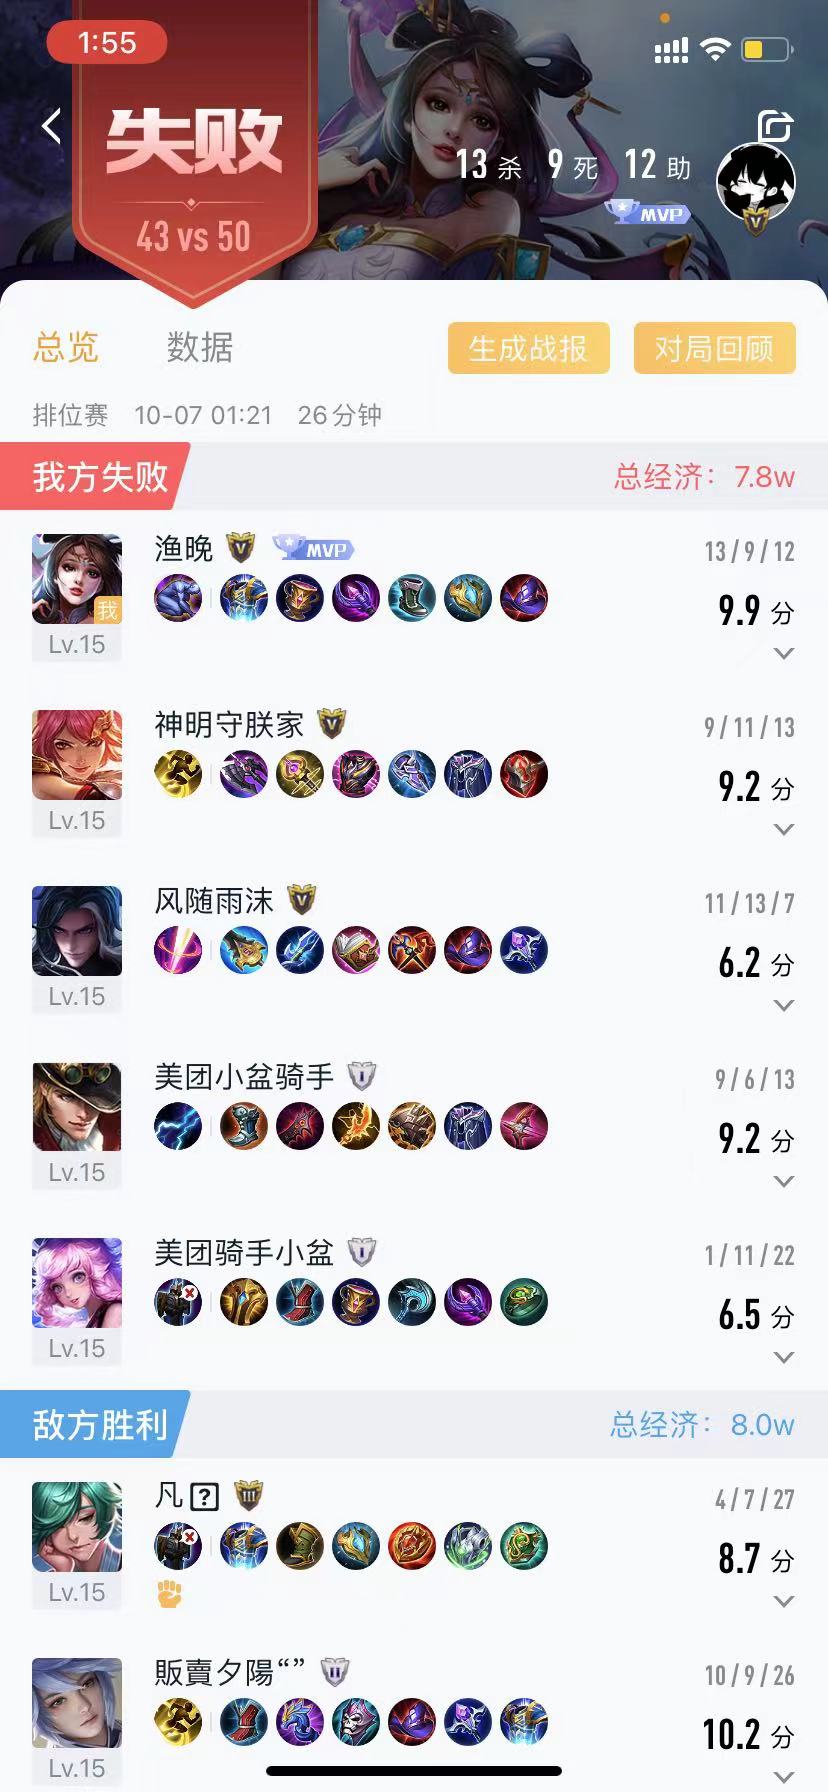 1:55
失败
43 vs 50
13 杀 9 死 12 助
MVP
V
总览 数据 生成战报 对局回顾
排位赛 10-07 01:21 26分钟
我方失败 总经济：7.8w
渔晚 V MVP 13/9/12
我 9.9 分
Lv.15
神明守朕家 V 9/11/13
9.2 分
Lv.15
风随雨沫 V 11/13/7
6.2 分
Lv.15
美团小盆骑手 I 9/6/13
9.2 分
Lv.15
美团骑手小盆 I 1/11/22
6.5 分
Lv.15
敌方胜利 总经济：8.0w
凡? III 4/7/27
8.7 分
Lv.15
販賣夕陽“” II 10/9/26
10.2 分
Lv.15